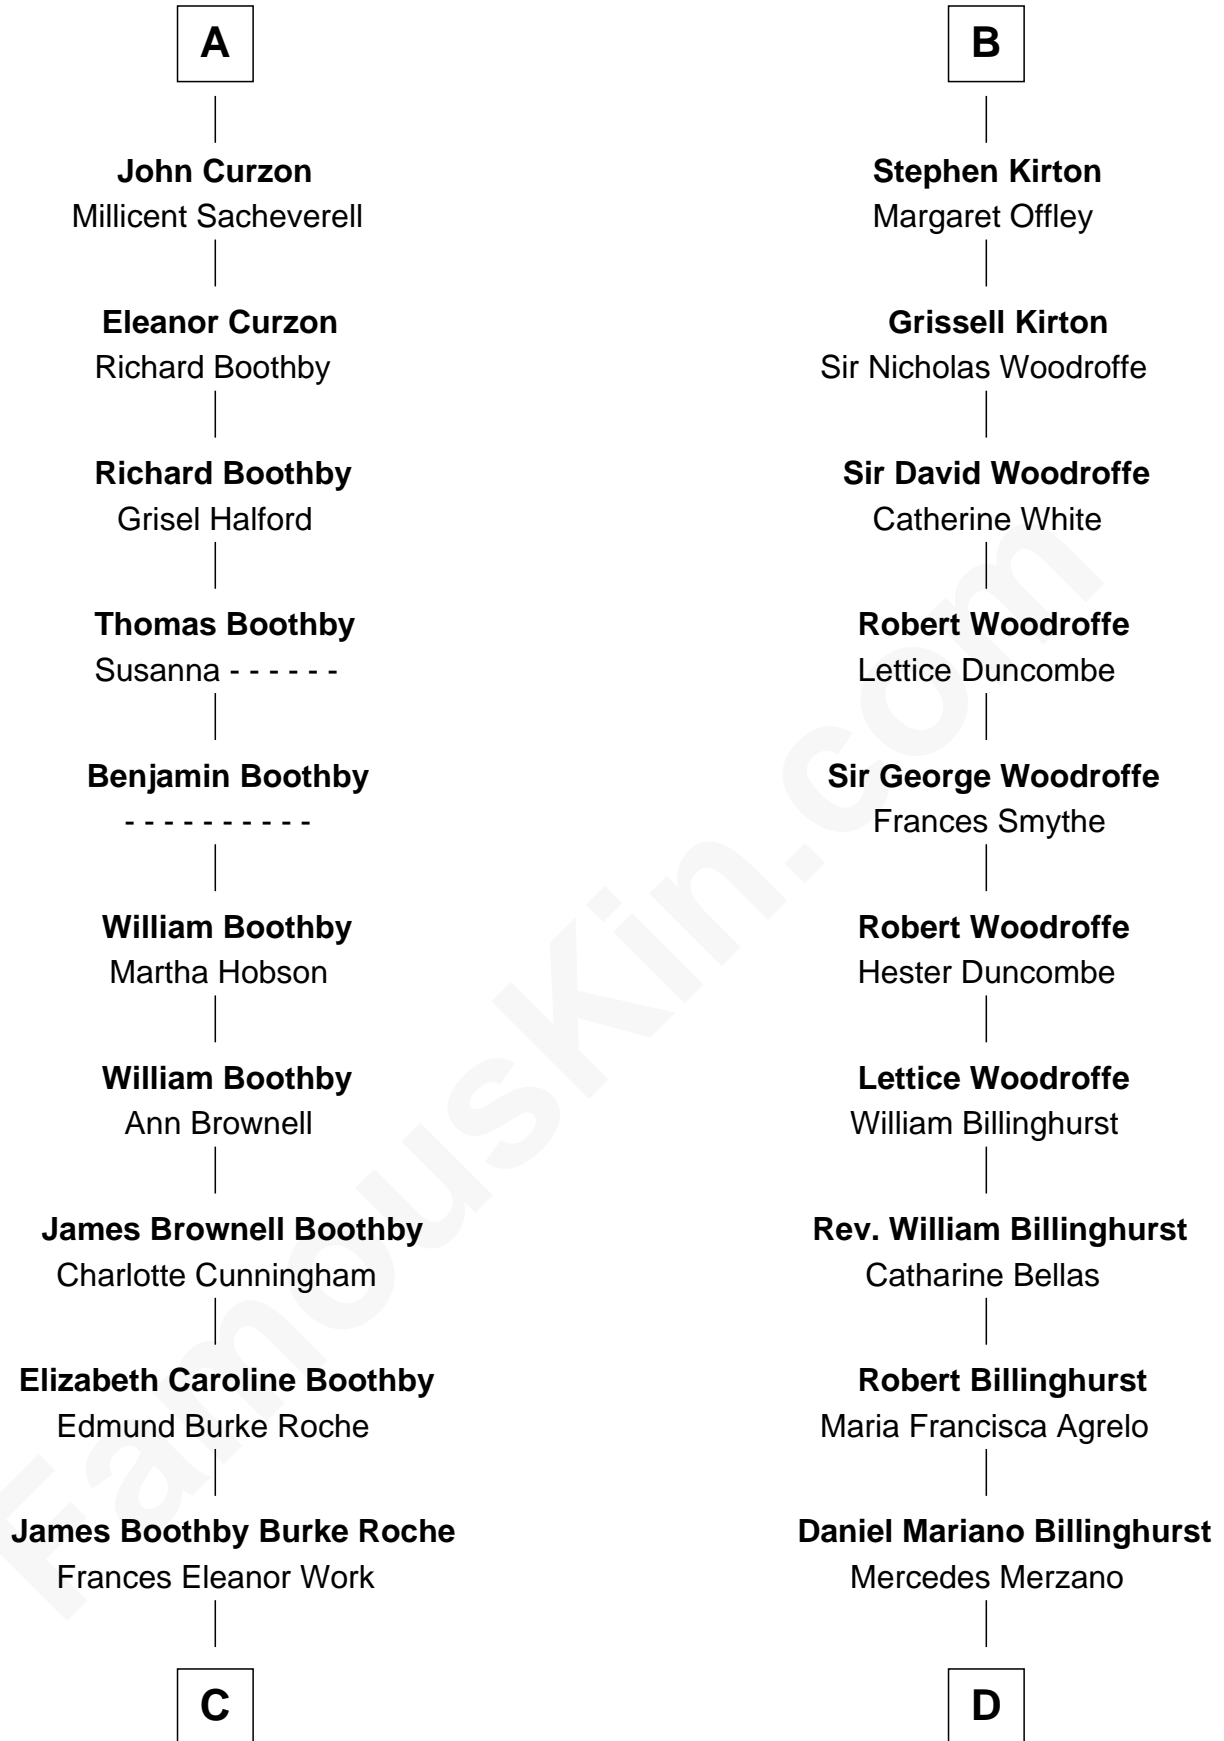 A
John Curzon
Millicent Sacheverell
Eleanor Curzon
Richard Boothby
Richard Boothby
Grisel Halford
Thomas Boothby
Susanna - - - - - -
Benjamin Boothby
- - - - - - - - - -
William Boothby
Martha Hobson
William Boothby
Ann Brownell
James Brownell Boothby
Charlotte Cunningham
Elizabeth Caroline Boothby
Edmund Burke Roche
James Boothby Burke Roche
Frances Eleanor Work
C
B
Stephen Kirton
Margaret Offley
Grissell Kirton
Sir Nicholas Woodroffe
Sir David Woodroffe
Catherine White
Robert Woodroffe
Lettice Duncombe
Sir George Woodroffe
Frances Smythe
Robert Woodroffe
Hester Duncombe
Lettice Woodroffe
William Billinghurst
Rev. William Billinghurst
Catharine Bellas
Robert Billinghurst
Maria Francisca Agrelo
Daniel Mariano Billinghurst
Mercedes Merzano
D
FamousKin.com